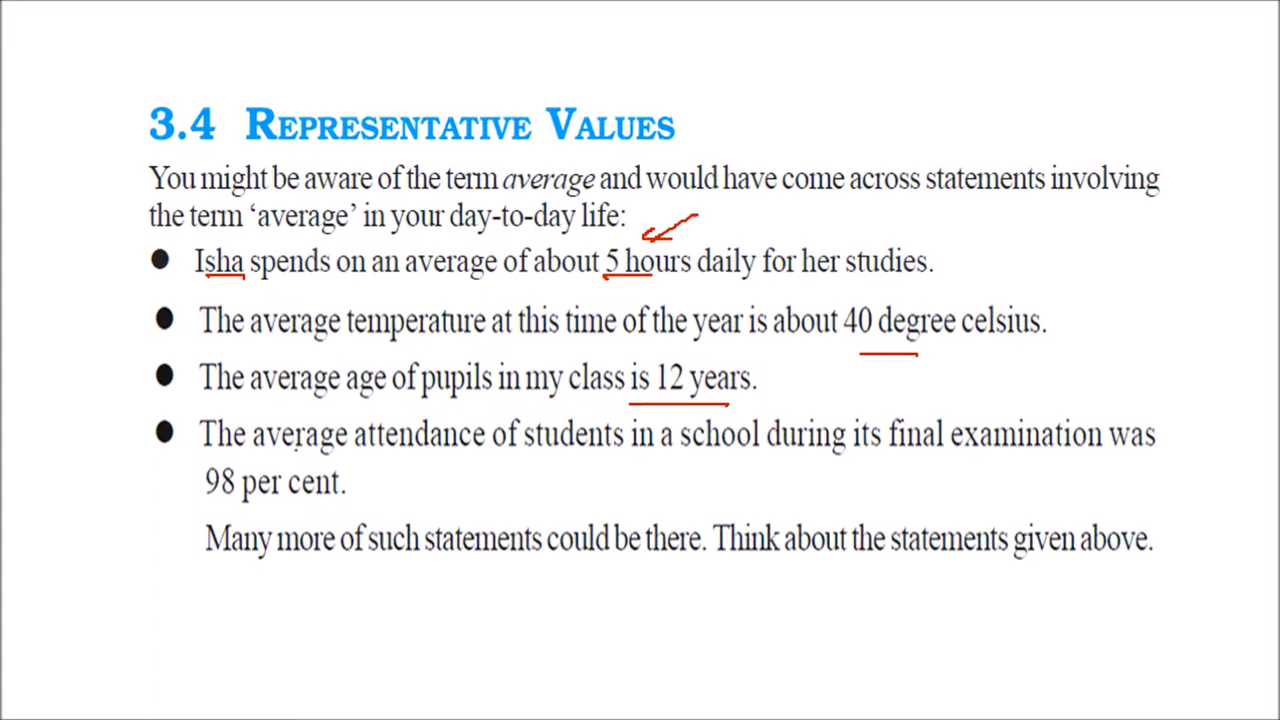 3.4 REPRESENTATIVE VALUES
You might be aware of the term average and would have come across statements involving
the term ‘average’ in your day-to-day life:
● Isha spends on an average of about 5 hours daily for her studies.
● The average temperature at this time of the year is about 40 degree celsius.
● The average age of pupils in my class is 12 years.
● The average attendance of students in a school during its final examination was
98 per cent.
Many more of such statements could be there. Think about the statements given above.